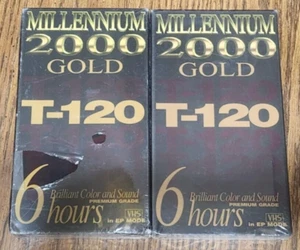 MILLENNIUM
2000
GOLD
T-120
Brilliant Color and Sound
PREMIUM GRADE
6 hours
VHS
in EP MODE
MILLENNIUM
2000
GOLD
T-120
Brilliant Color and Sound
PREMIUM GRADE
6 hours
VHS
in EP MODE